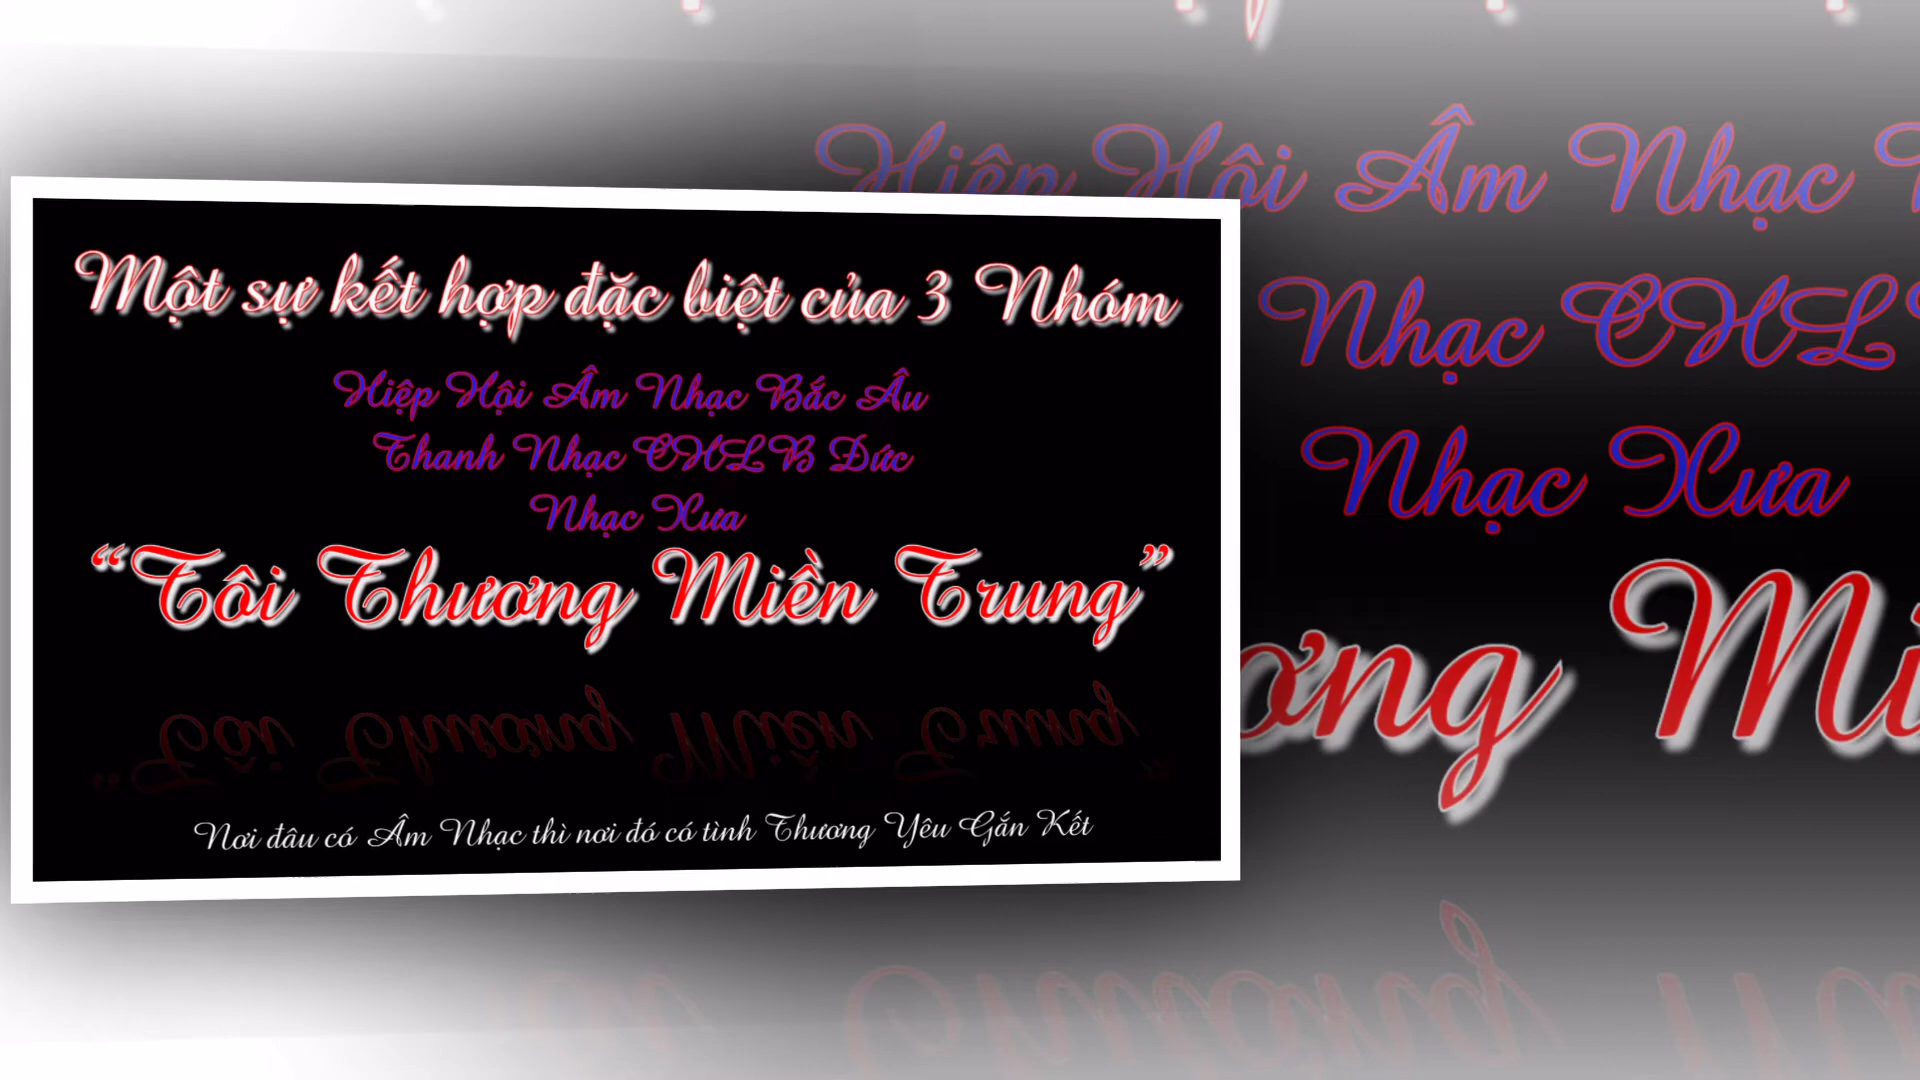 Một sự kết hợp đặc biệt của 3 Nhóm
Hiệp Hội Âm Nhạc Bắc Âu
Thanh Nhạc CHLB Đức
Nhạc Xưa
“Tôi Thương Miền Trung”
Nơi đâu có Âm Nhạc thì nơi đó có tình Thương Yêu Gắn Kết
Hiệp Hội Âm Nhạc
Nhạc CHL
Nhạc Xưa
ơng Mi